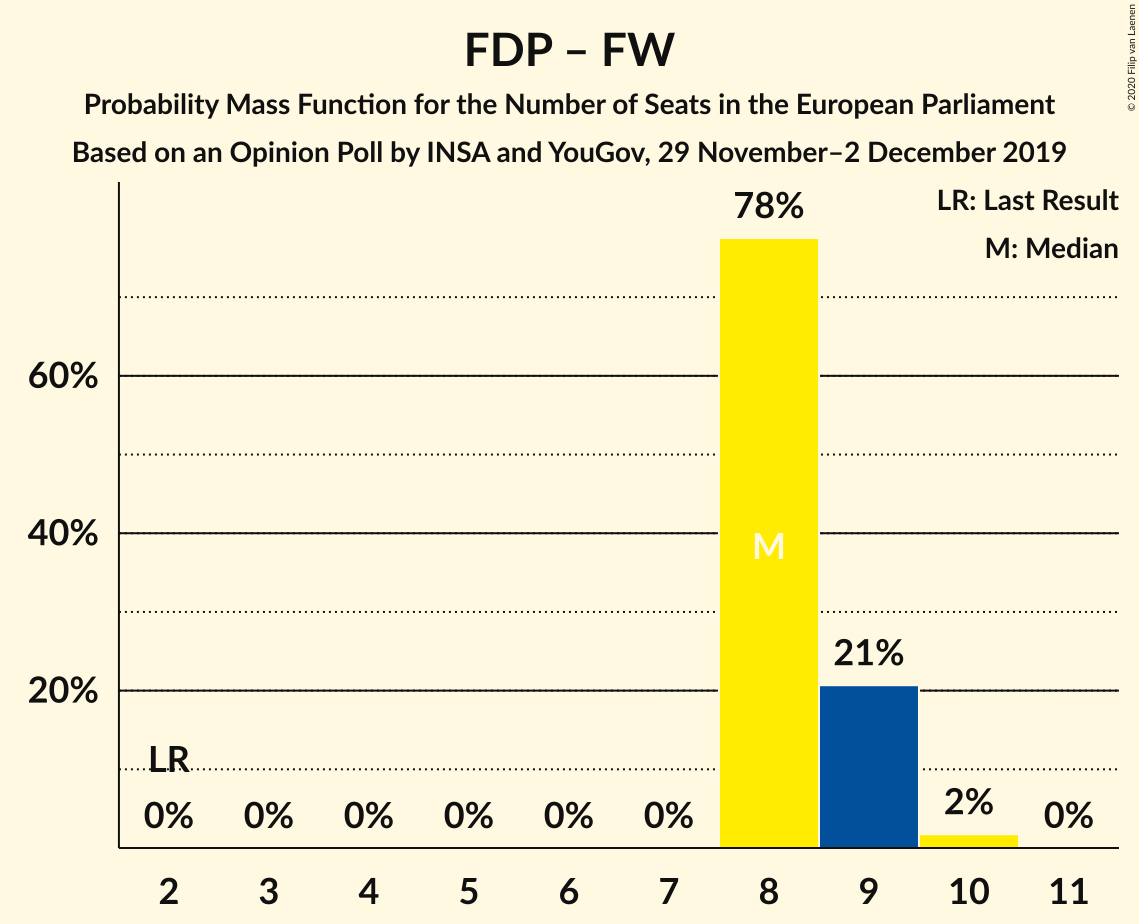 FDP – FW
Probability Mass Function for the Number of Seats in the European Parliament
Based on an Opinion Poll by INSA and YouGov, 29 November–2 December 2019
© 2020 Filip van Laenen
LR: Last Result
M: Median
78%
60%
40%
M
21%
20%
LR
0% 0% 0% 0% 0% 0% 2% 0%
2 3 4 5 6 7 8 9 10 11